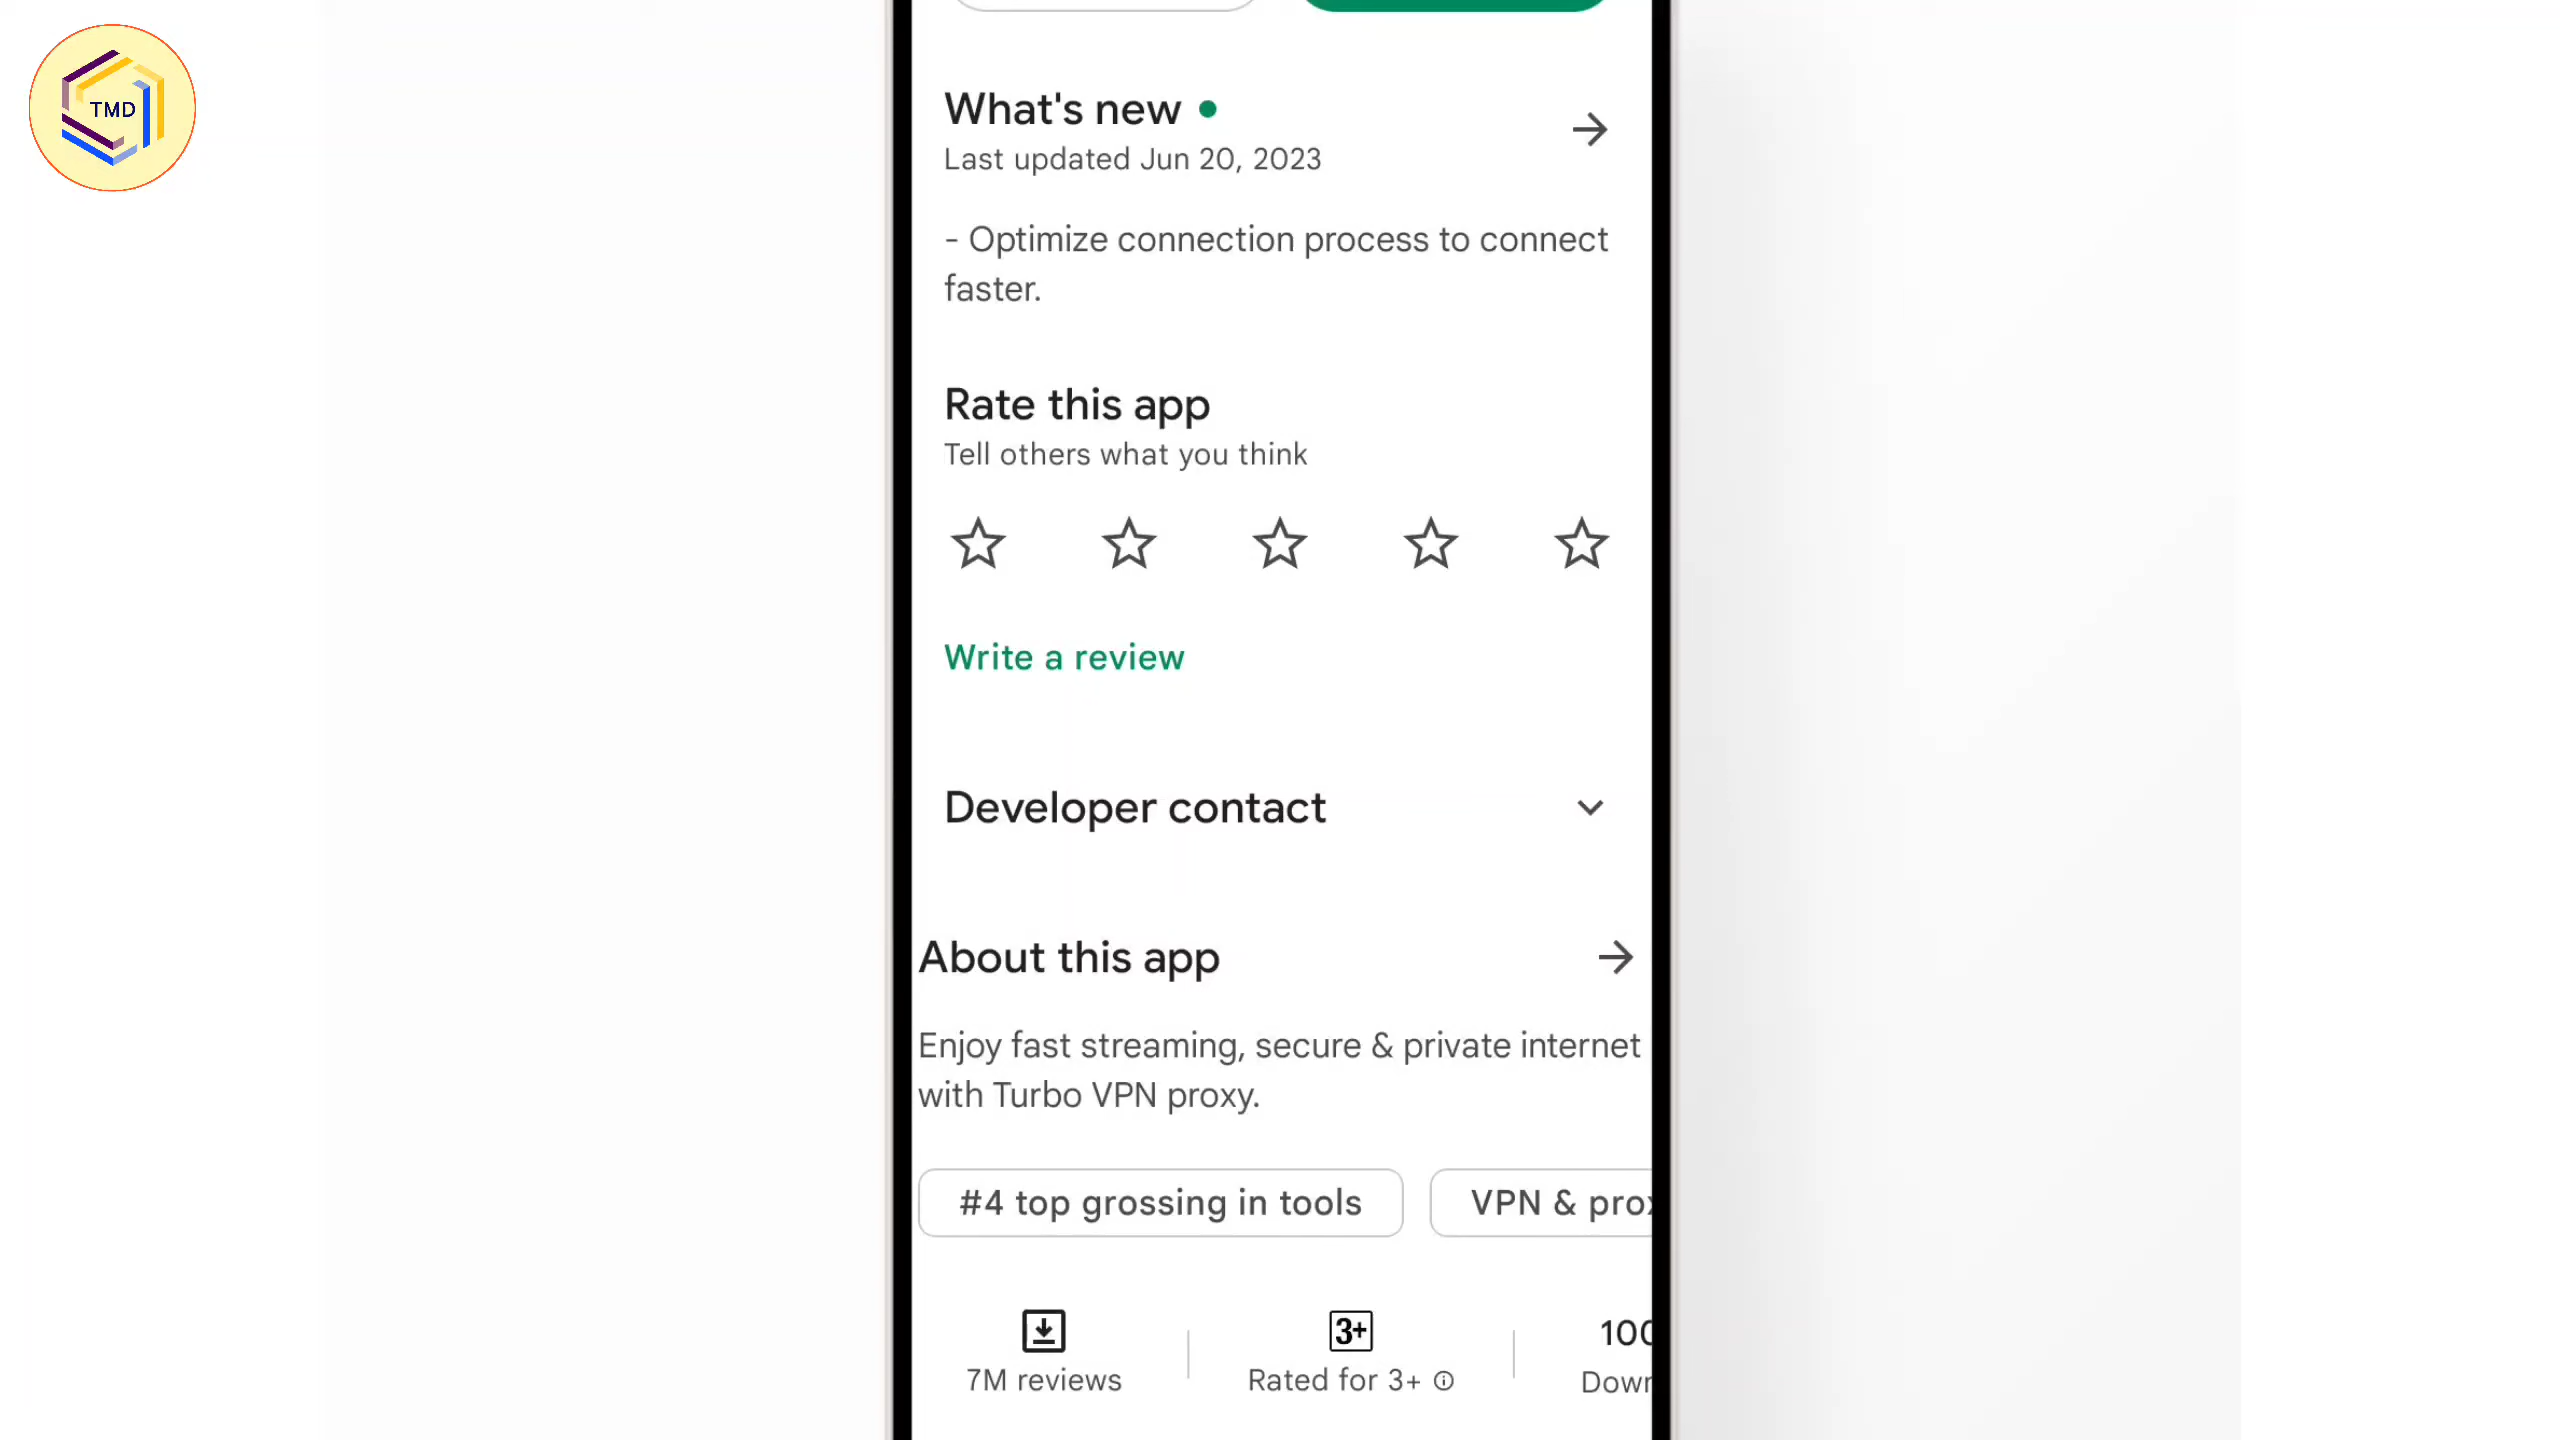 TMD
What's new
Last updated Jun 20, 2023
- Optimize connection process to connect
faster.
Rate this app
Tell others what you think
Write a review
Developer contact
About this app
Enjoy fast streaming, secure & private internet
with Turbo VPN proxy.
#4 top grossing in tools
VPN &
3+
7M reviews
Rated for 3+